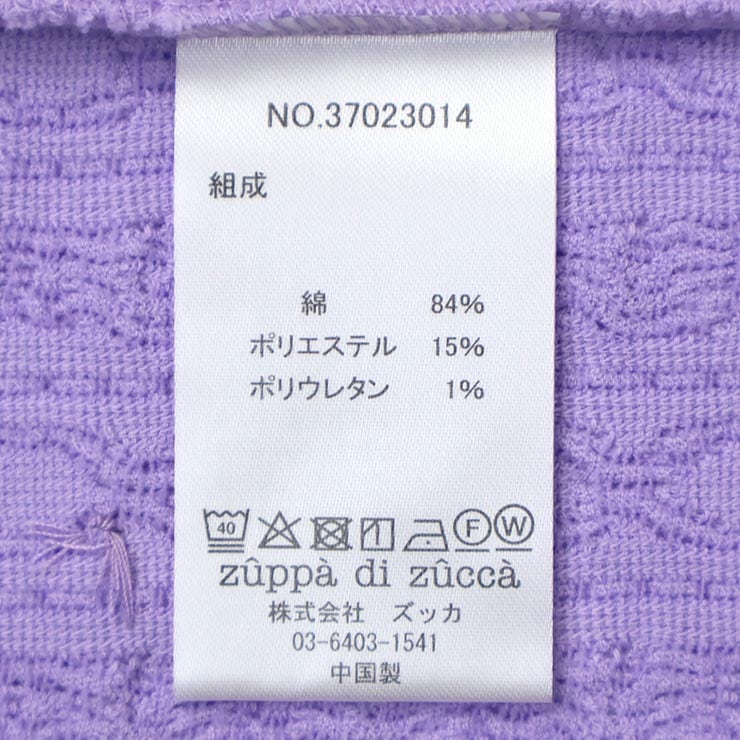 NO.37023014
組成
綿 84%
ポリエステル 15%
ポリウレタン 1%
40 F W
zûppà di zûccà
株式会社 ズッカ
03-6403-1541
中国製